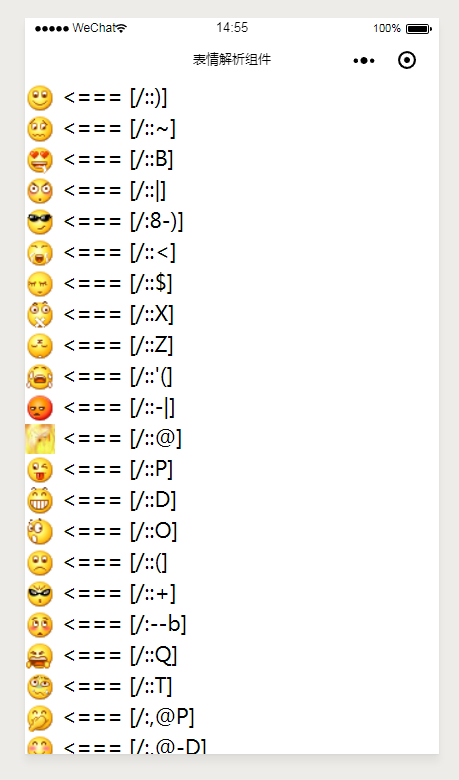 ●●●●● WeChat 14:55 100%
表情解析组件
<=== [/::)]
<=== [/::~]
<=== [/::B]
<=== [/::|]
<=== [/:8-)]
<=== [/::<]
<=== [/::$]
<=== [/::X]
<=== [/::Z]
<=== [/::'(]
<=== [/::-|]
<=== [/::@]
<=== [/::P]
<=== [/::D]
<=== [/::O]
<=== [/::(]
<=== [/::+]
<=== [/:--b]
<=== [/::Q]
<=== [/::T]
<=== [/:,@P]
<=== [/:,@-D]